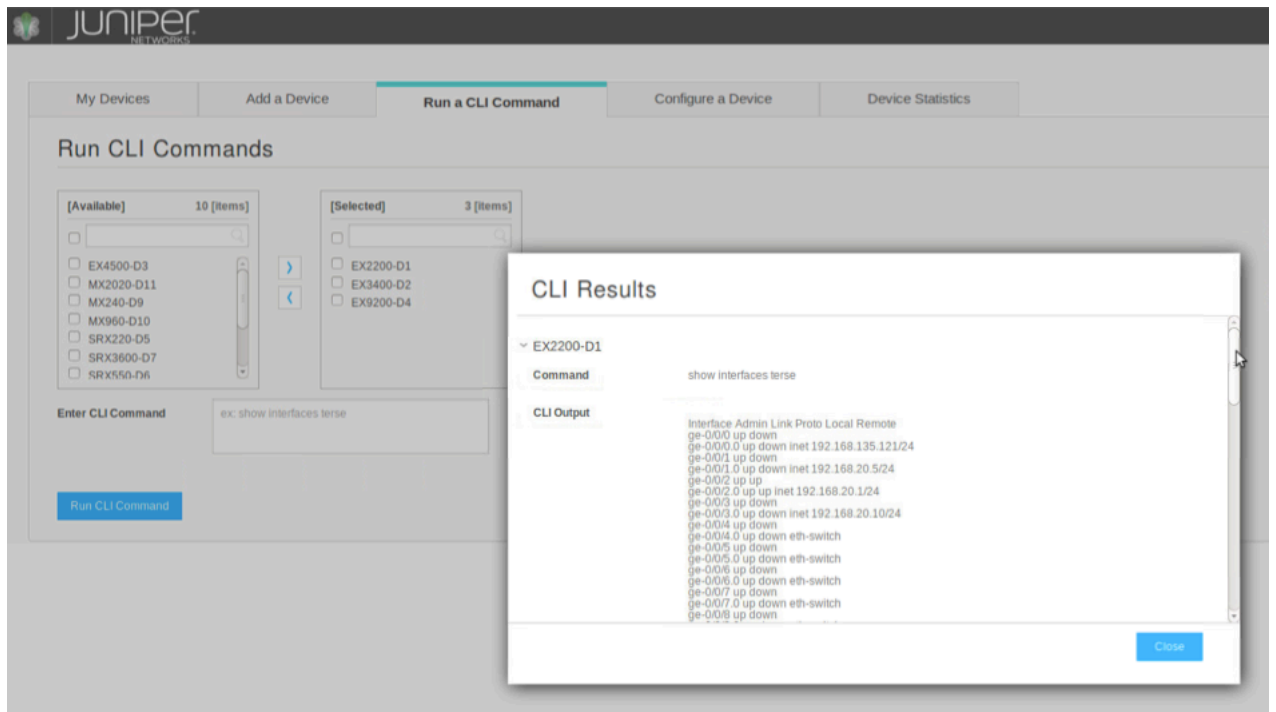 JUNIPER
NETWORKS
My Devices
Add a Device
Run a CLI Command
Configure a Device
Device Statistics
Run CLI Commands
[Available] 10 [items]
EX4500-D3
MX2020-D11
MX240-D9
MX960-D10
SRX220-D5
SRX3600-D7
SRX550-D6
[Selected] 3 [items]
EX2200-D1
EX3400-D2
EX9200-D4
Enter CLI Command
ex: show interfaces terse
Run CLI Command
CLI Results
EX2200-D1
Command show interfaces terse
CLI Output
Interface Admin Link Proto Local Remote
ge-0/0/0 up down
ge-0/0/0.0 up down inet 192.168.135.121/24
ge-0/0/1 up down
ge-0/0/1.0 up down inet 192.168.20.5/24
ge-0/0/2 up up
ge-0/0/2.0 up up inet 192.168.20.1/24
ge-0/0/3 up down
ge-0/0/3.0 up down inet 192.168.20.10/24
ge-0/0/4 up down
ge-0/0/4.0 up down eth-switch
ge-0/0/5 up down
ge-0/0/5.0 up down eth-switch
ge-0/0/6 up down
ge-0/0/6.0 up down eth-switch
ge-0/0/7 up down
ge-0/0/7.0 up down eth-switch
ge-0/0/8 up down
Close